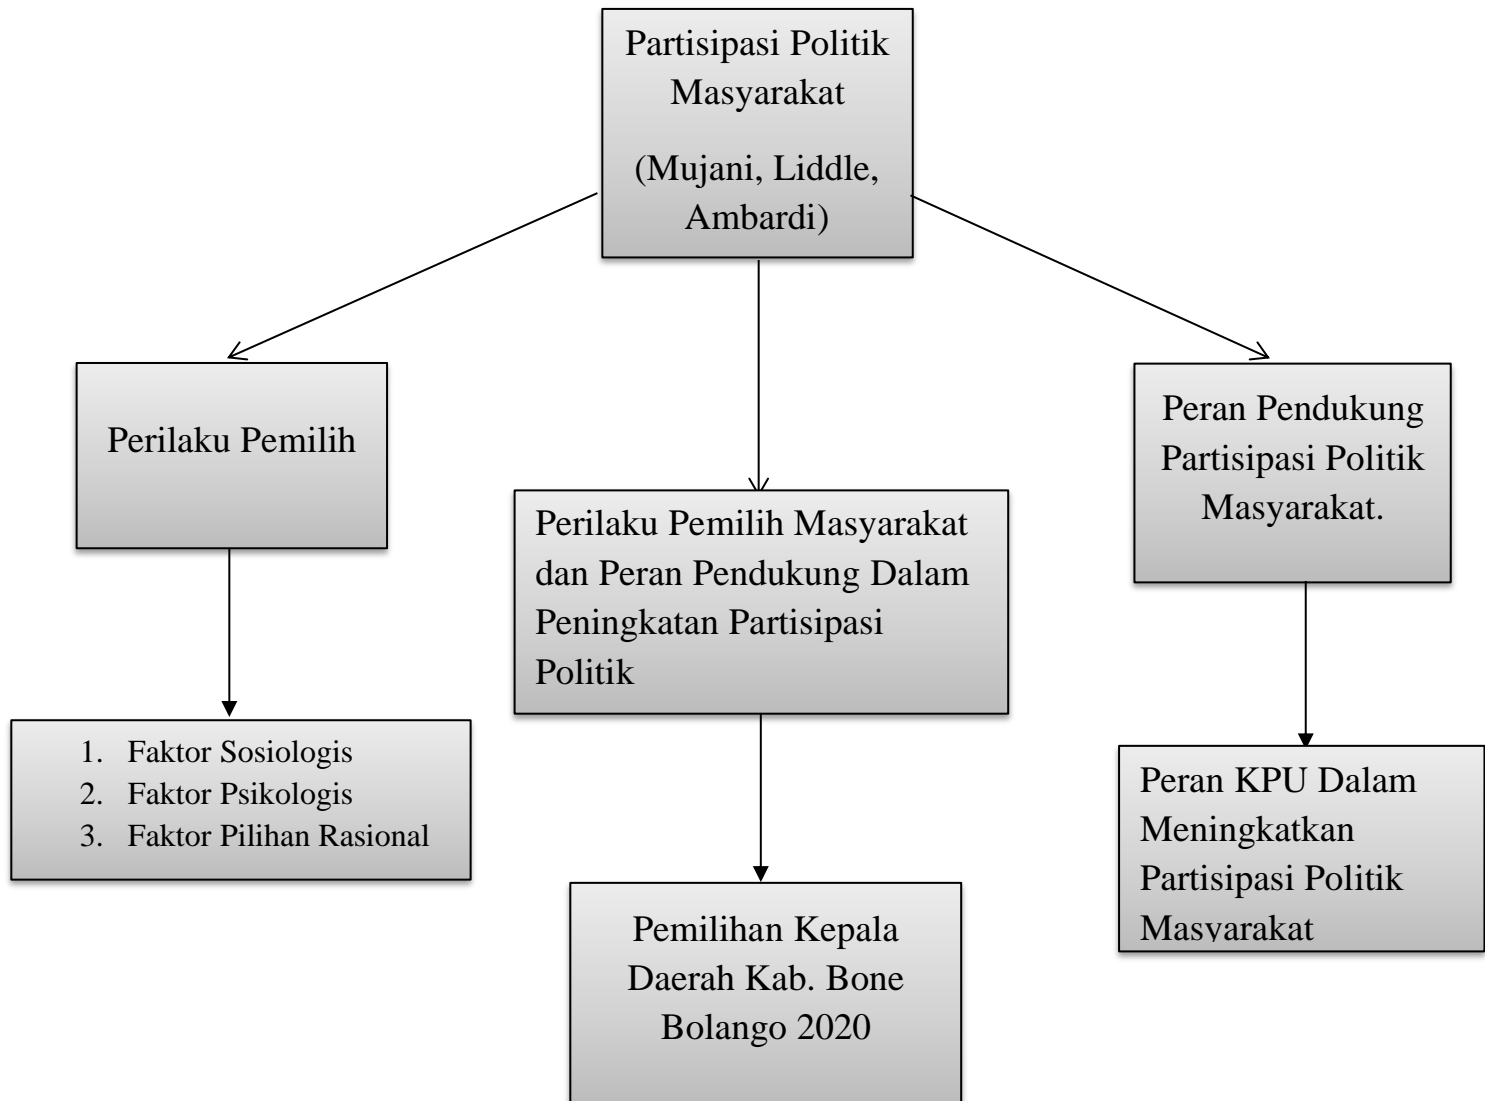 Partisipasi Politik
Masyarakat
(Mujani, Liddle,
Ambardi)
Perilaku Pemilih
Peran Pendukung
Partisipasi Politik
Masyarakat.
Perilaku Pemilih Masyarakat
dan Peran Pendukung Dalam
Peningkatan Partisipasi
Politik
1. Faktor Sosiologis
2. Faktor Psikologis
3. Faktor Pilihan Rasional
Peran KPU Dalam
Meningkatkan
Partisipasi Politik
Masyarakat
Pemilihan Kepala
Daerah Kab. Bone
Bolango 2020